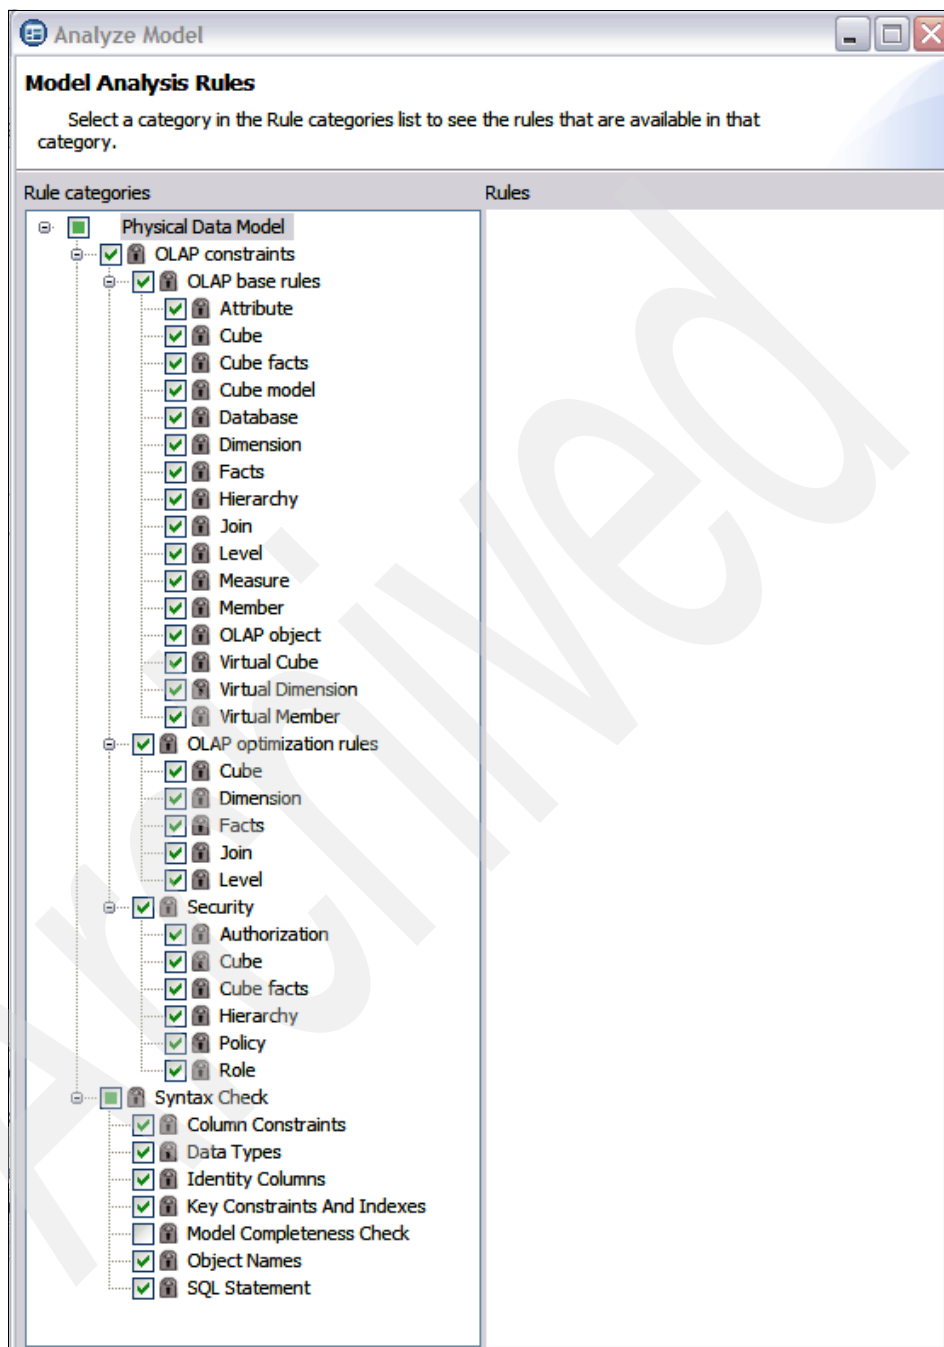 Analyze Model
Model Analysis Rules
Select a category in the Rule categories list to see the rules that are available in that
category.
Rule categories
Rules
Physical Data Model
OLAP constraints
OLAP base rules
Attribute
Cube
Cube facts
Cube model
Database
Dimension
Facts
Hierarchy
Join
Level
Measure
Member
OLAP object
Virtual Cube
Virtual Dimension
Virtual Member
OLAP optimization rules
Cube
Dimension
Facts
Join
Level
Security
Authorization
Cube
Cube facts
Hierarchy
Policy
Role
Syntax Check
Column Constraints
Data Types
Identity Columns
Key Constraints And Indexes
Model Completeness Check
Object Names
SQL Statement
Archived